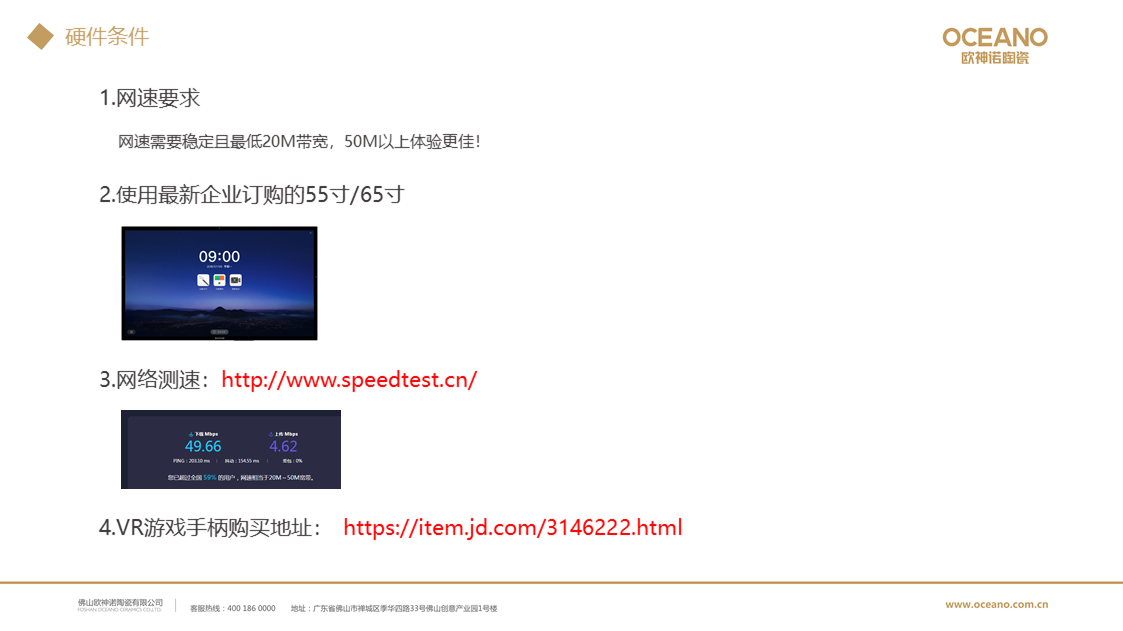 硬件条件
OCEANO
欧神诺陶瓷
1.网速要求
网速需要稳定且最低20M带宽，50M以上体验更佳！
2.使用最新企业订购的55寸/65寸
09:00
3.网络测速：http://www.speedtest.cn/
下载 Mbps 上传 Mbps
49.66 4.62
PING：203.10 ms 抖动：154.55 ms 丢包：0%
您已超过全国 59% 的用户，网速相当于20M～50M宽带。
4.VR游戏手柄购买地址： https://item.jd.com/3146222.html
佛山欧神诺陶瓷有限公司
FOSHAN OCEANO CERAMICS CO.,LTD.
客服热线：400 186 0000 地址：广东省佛山市禅城区季华四路33号佛山创意产业园1号楼
www.oceano.com.cn